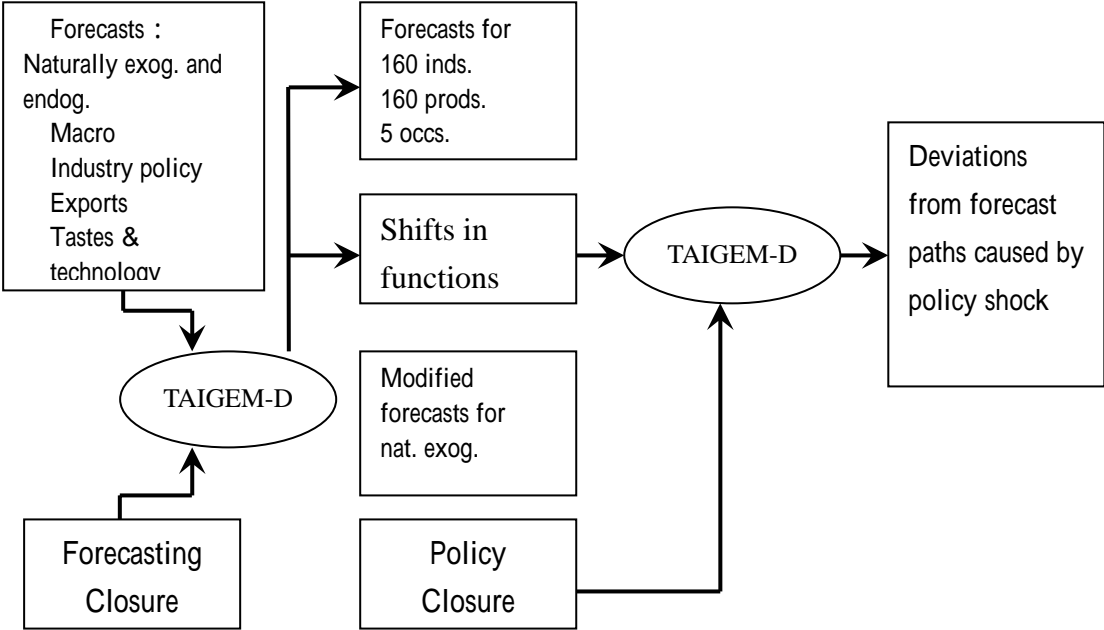 Forecasts :
Naturally exog. and
endog.
Macro
Industry policy
Exports
Tastes &
technology
TAIGEM-D
Forecasting
Closure
Forecasts for
160 inds.
160 prods.
5 occs.
Shifts in
functions
Modified
forecasts for
nat. exog.
Policy
Closure
TAIGEM-D
Deviations
from forecast
paths caused by
policy shock